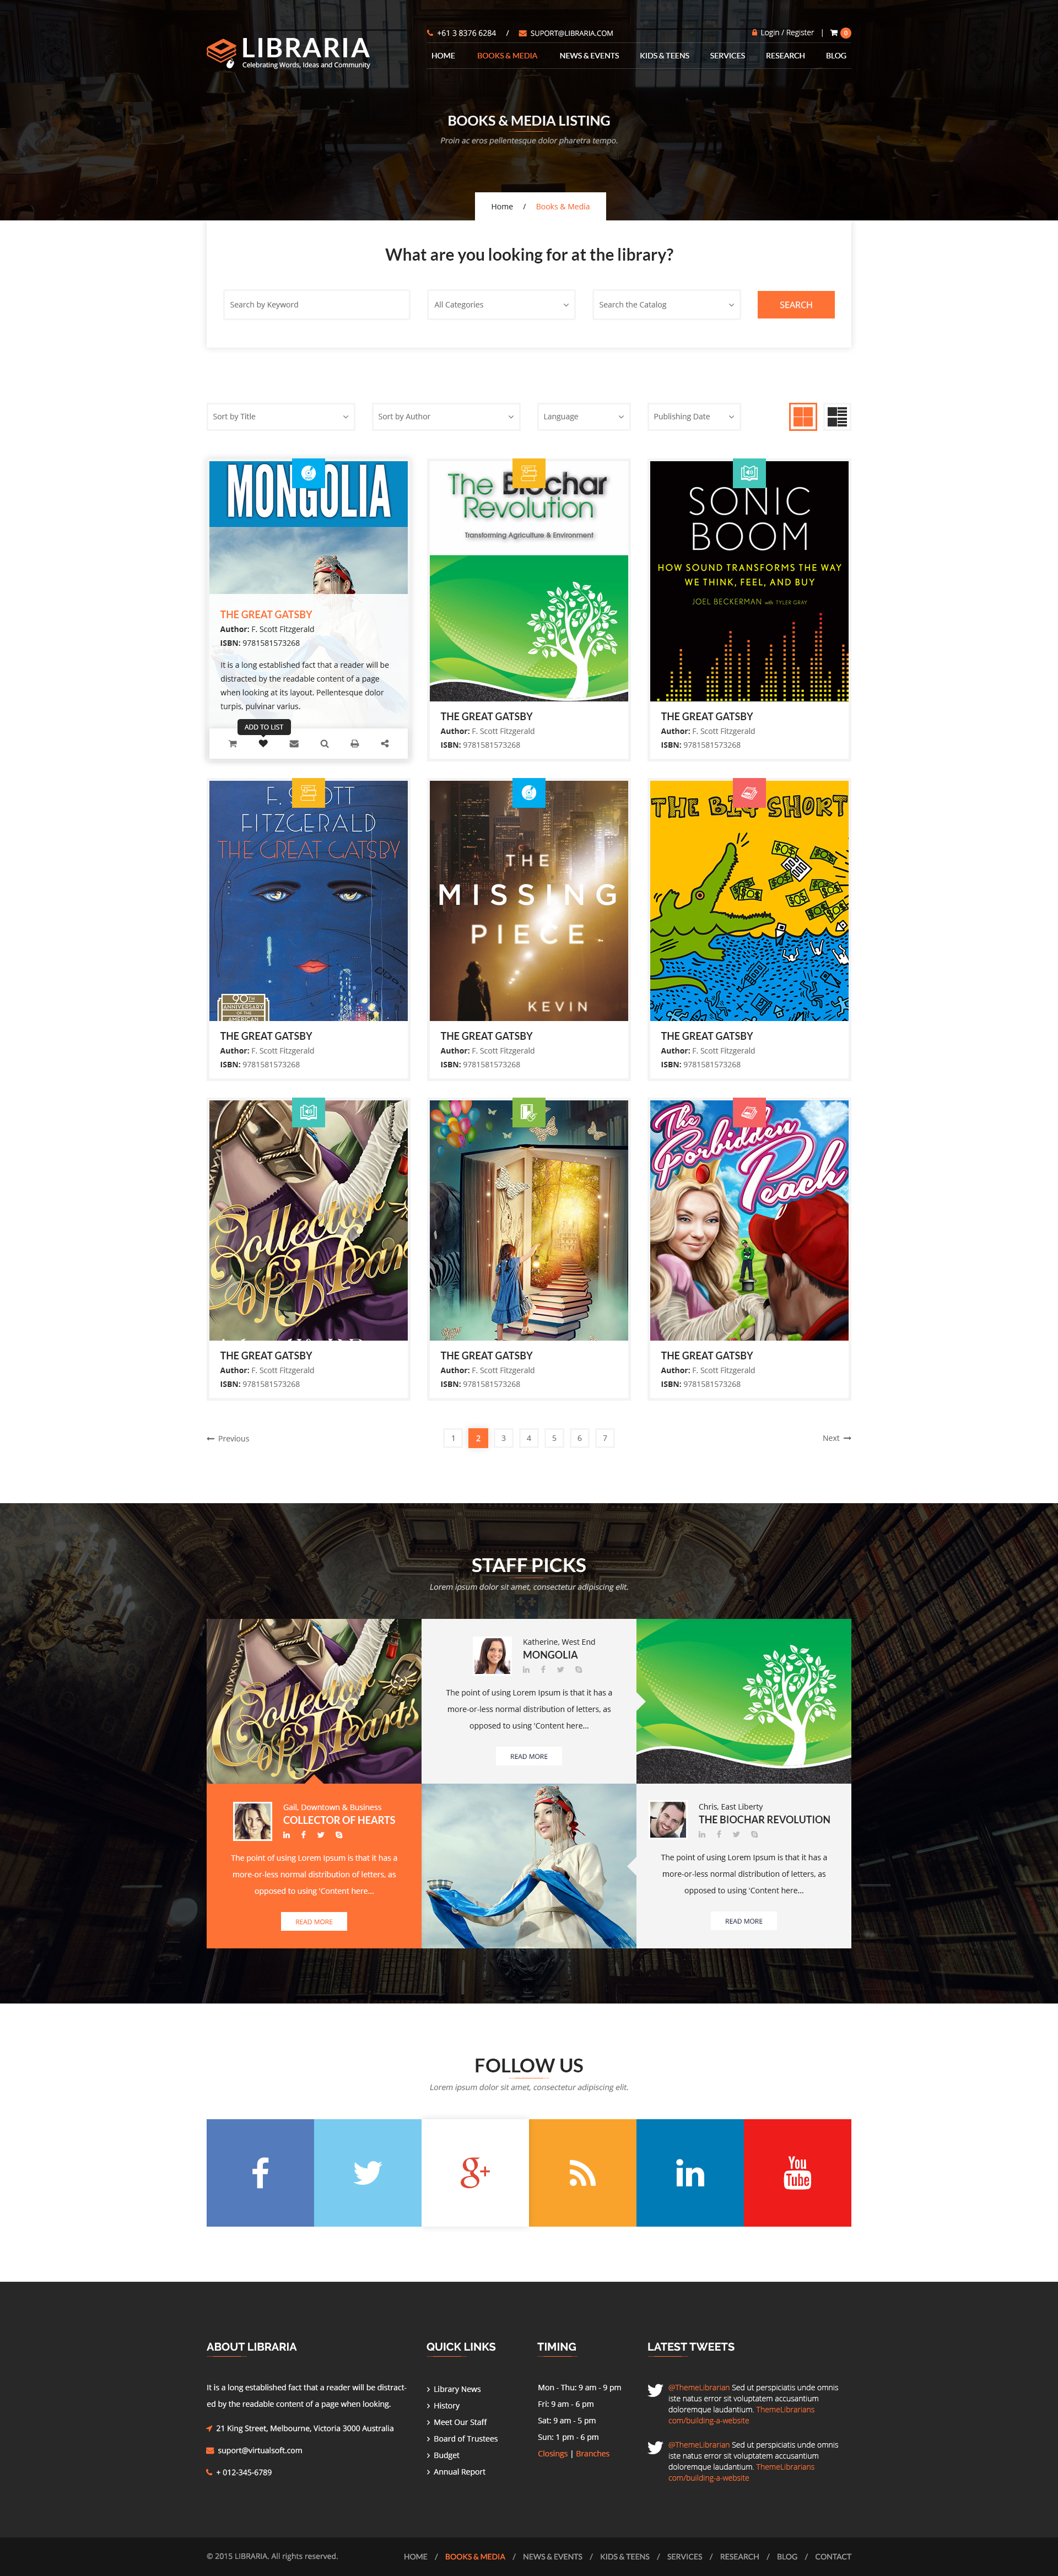 LIBRARIA
Celebrating Words, Ideas and Community
+61 3 8376 6284 / SUPORT@LIBRARIA.COM
Login / Register | 0
HOME BOOKS & MEDIA NEWS & EVENTS KIDS & TEENS SERVICES RESEARCH BLOG
BOOKS & MEDIA LISTING
Proin ac eros pellentesque dolor pharetra tempo.
Home / Books & Media
What are you looking for at the library?
Search by Keyword All Categories Search the Catalog SEARCH
Sort by Title Sort by Author Language Publishing Date
MONGOLIA
THE GREAT GATSBY
Author: F. Scott Fitzgerald
ISBN: 9781581573268
It is a long established fact that a reader will be
distracted by the readable content of a page
when looking at its layout. Pellentesque dolor
turpis, pulvinar varius.
ADD TO LIST
The Biochar
Revolution
Transforming Agriculture & Environment
THE GREAT GATSBY
Author: F. Scott Fitzgerald
ISBN: 9781581573268
SONIC
BOOM
HOW SOUND TRANSFORMS THE WAY
WE THINK, FEEL, AND BUY
JOEL BECKERMAN with TYLER GRAY
THE GREAT GATSBY
Author: F. Scott Fitzgerald
ISBN: 9781581573268
F. SCOTT
FITZGERALD
THE GREAT GATSBY
90TH
ANNIVERSARY
OF THE
AMERICAN
THE GREAT GATSBY
Author: F. Scott Fitzgerald
ISBN: 9781581573268
THE
MISSING
PIECE
KEVIN
THE GREAT GATSBY
Author: F. Scott Fitzgerald
ISBN: 9781581573268
THE BIG SHORT
THE GREAT GATSBY
Author: F. Scott Fitzgerald
ISBN: 9781581573268
Collector
of Hear
THE GREAT GATSBY
Author: F. Scott Fitzgerald
ISBN: 9781581573268
THE GREAT GATSBY
Author: F. Scott Fitzgerald
ISBN: 9781581573268
The
Forbidden
Peach
THE GREAT GATSBY
Author: F. Scott Fitzgerald
ISBN: 9781581573268
Previous 1 2 3 4 5 6 7 Next
STAFF PICKS
Lorem ipsum dolor sit amet, consectetur adipiscing elit.
Collector
of Hearts
Katherine, West End
MONGOLIA
The point of using Lorem Ipsum is that it has a
more-or-less normal distribution of letters, as
opposed to using 'Content here...
READ MORE
Gail, Downtown & Business
COLLECTOR OF HEARTS
The point of using Lorem Ipsum is that it has a
more-or-less normal distribution of letters, as
opposed to using 'Content here...
READ MORE
Chris, East Liberty
THE BIOCHAR REVOLUTION
The point of using Lorem Ipsum is that it has a
more-or-less normal distribution of letters, as
opposed to using 'Content here...
READ MORE
FOLLOW US
Lorem ipsum dolor sit amet, consectetur adipiscing elit.
f g+ in You Tube
ABOUT LIBRARIA
It is a long established fact that a reader will be distract-
ed by the readable content of a page when looking.
21 King Street, Melbourne, Victoria 3000 Australia
suport@virtualsoft.com
+ 012-345-6789
QUICK LINKS
Library News
History
Meet Our Staff
Board of Trustees
Budget
Annual Report
TIMING
Mon - Thu: 9 am - 9 pm
Fri: 9 am - 6 pm
Sat: 9 am - 5 pm
Sun: 1 pm - 6 pm
Closings | Branches
LATEST TWEETS
@ThemeLibrarian Sed ut perspiciatis unde omnis
iste natus error sit voluptatem accusantium
doloremque laudantium. ThemeLibrarians
com/building-a-website
@ThemeLibrarian Sed ut perspiciatis unde omnis
iste natus error sit voluptatem accusantium
doloremque laudantium. ThemeLibrarians
com/building-a-website
© 2015 LIBRARIA. All rights reserved.
HOME / BOOKS & MEDIA / NEWS & EVENTS / KIDS & TEENS / SERVICES / RESEARCH / BLOG / CONTACT